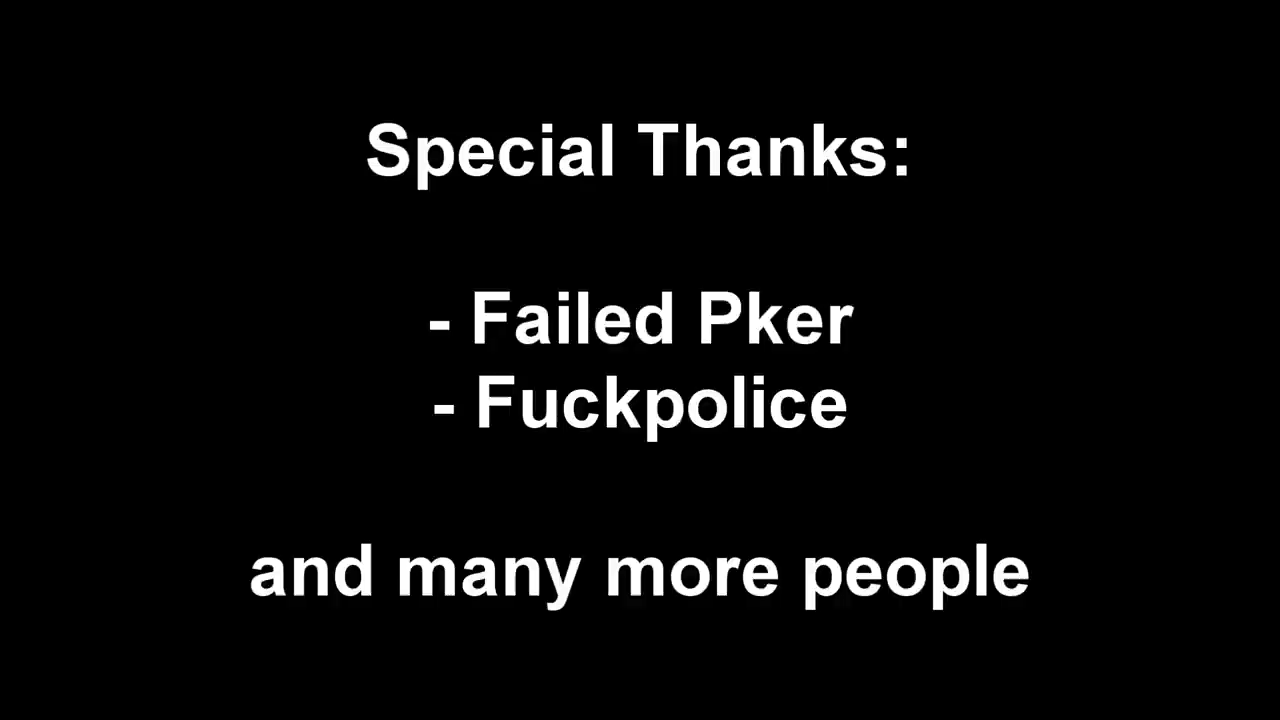 Special Thanks:
- Failed Pker
- Fuckpolice
and many more people